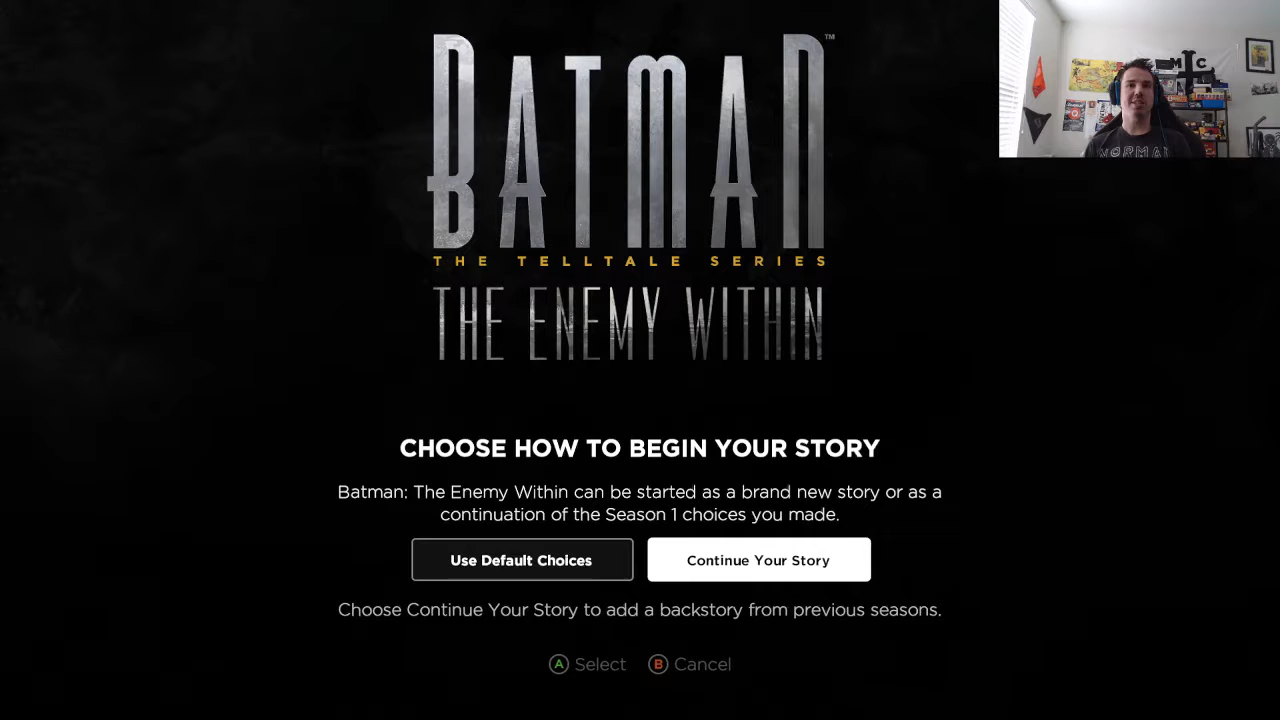 BATMAN™
THE TELLTALE SERIES
THE ENEMY WITHIN
CHOOSE HOW TO BEGIN YOUR STORY
Batman: The Enemy Within can be started as a brand new story or as a
continuation of the Season 1 choices you made.
Use Default Choices
Continue Your Story
Choose Continue Your Story to add a backstory from previous seasons.
A Select B Cancel
M C
NORMAL